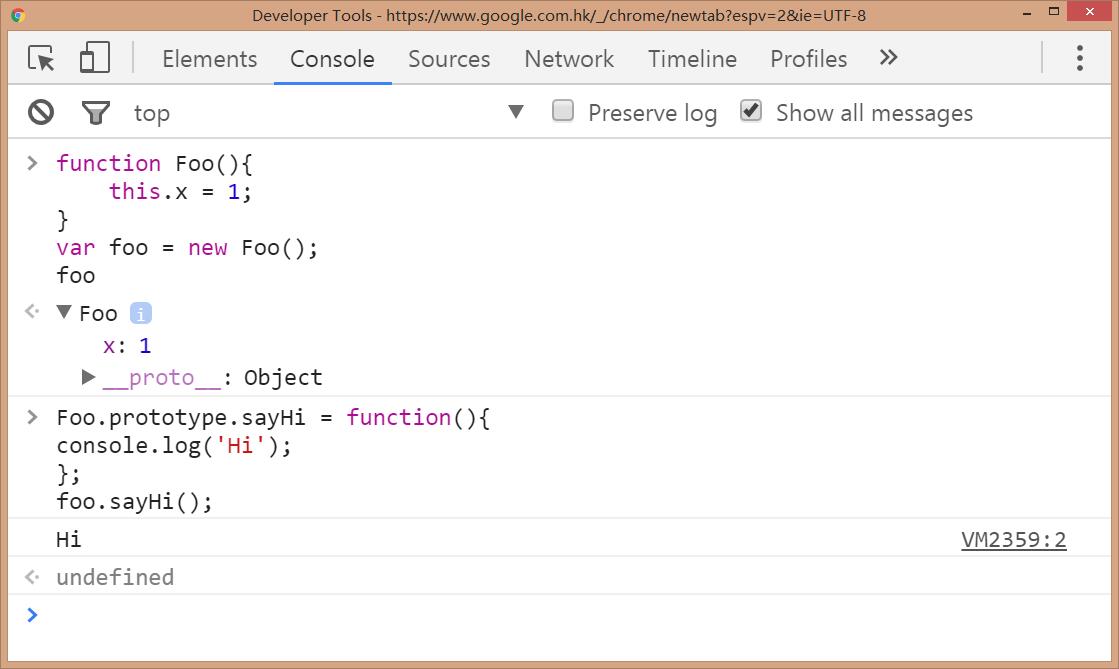 Developer Tools - https://www.google.com.hk/_/chrome/newtab?espv=2&ie=UTF-8
Elements Console Sources Network Timeline Profiles »
top Preserve log Show all messages
> function Foo(){
    this.x = 1;
}
var foo = new Foo();
foo
Foo i
x: 1
__proto__: Object
> Foo.prototype.sayHi = function(){
console.log('Hi');
};
foo.sayHi();
Hi VM2359:2
undefined
>